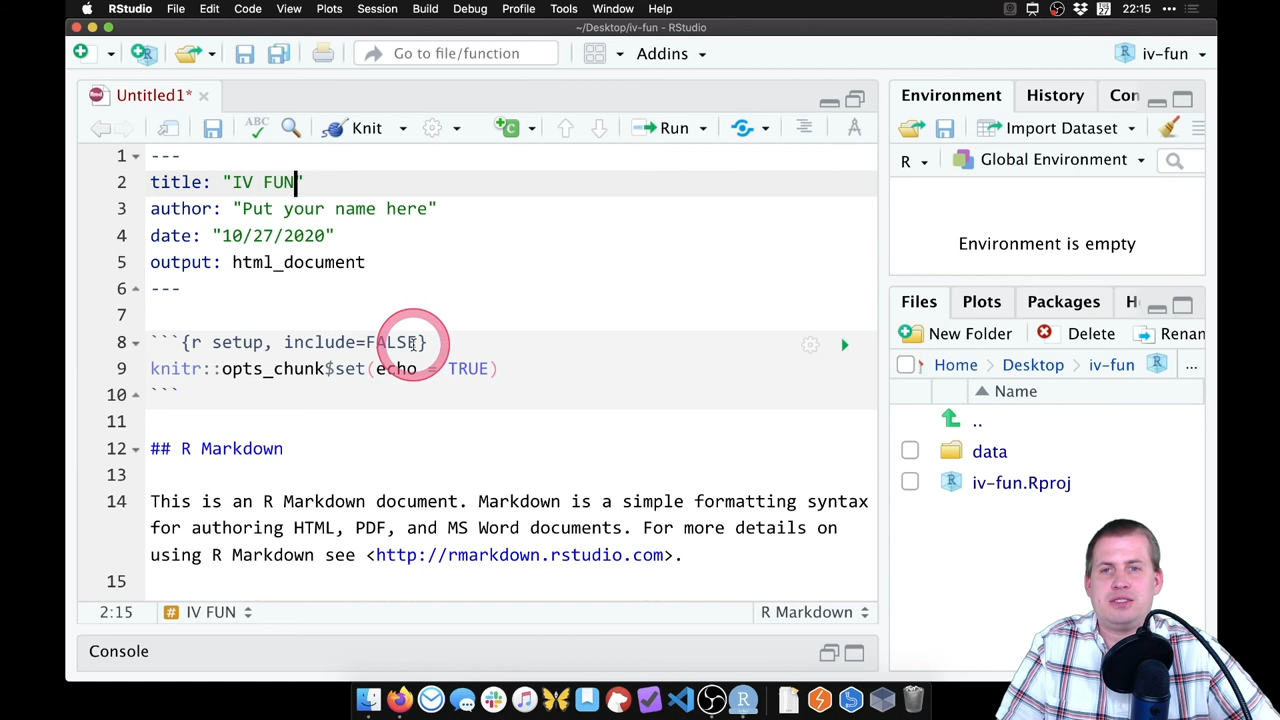 RStudio File Edit Code View Plots Session Build Debug Profile Tools Window Help 22:15
~/Desktop/iv-fun - RStudio
Go to file/function Addins iv-fun
Untitled1*
ABC Knit Run
1 ---
2 title: "IV FUN"
3 author: "Put your name here"
4 date: "10/27/2020"
5 output: html_document
6 ---
7
8 ```{r setup, include=FALSE}
9 knitr::opts_chunk$set(echo = TRUE)
10 ```
11
12 ## R Markdown
13
14 This is an R Markdown document. Markdown is a simple formatting syntax
for authoring HTML, PDF, and MS Word documents. For more details on
using R Markdown see <http://rmarkdown.rstudio.com>.
15
2:15 # IV FUN R Markdown
Console
Environment History Con
Import Dataset
R Global Environment
Environment is empty
Files Plots Packages H
New Folder Delete Renan
Home Desktop iv-fun ...
Name
..
data
iv-fun.Rproj